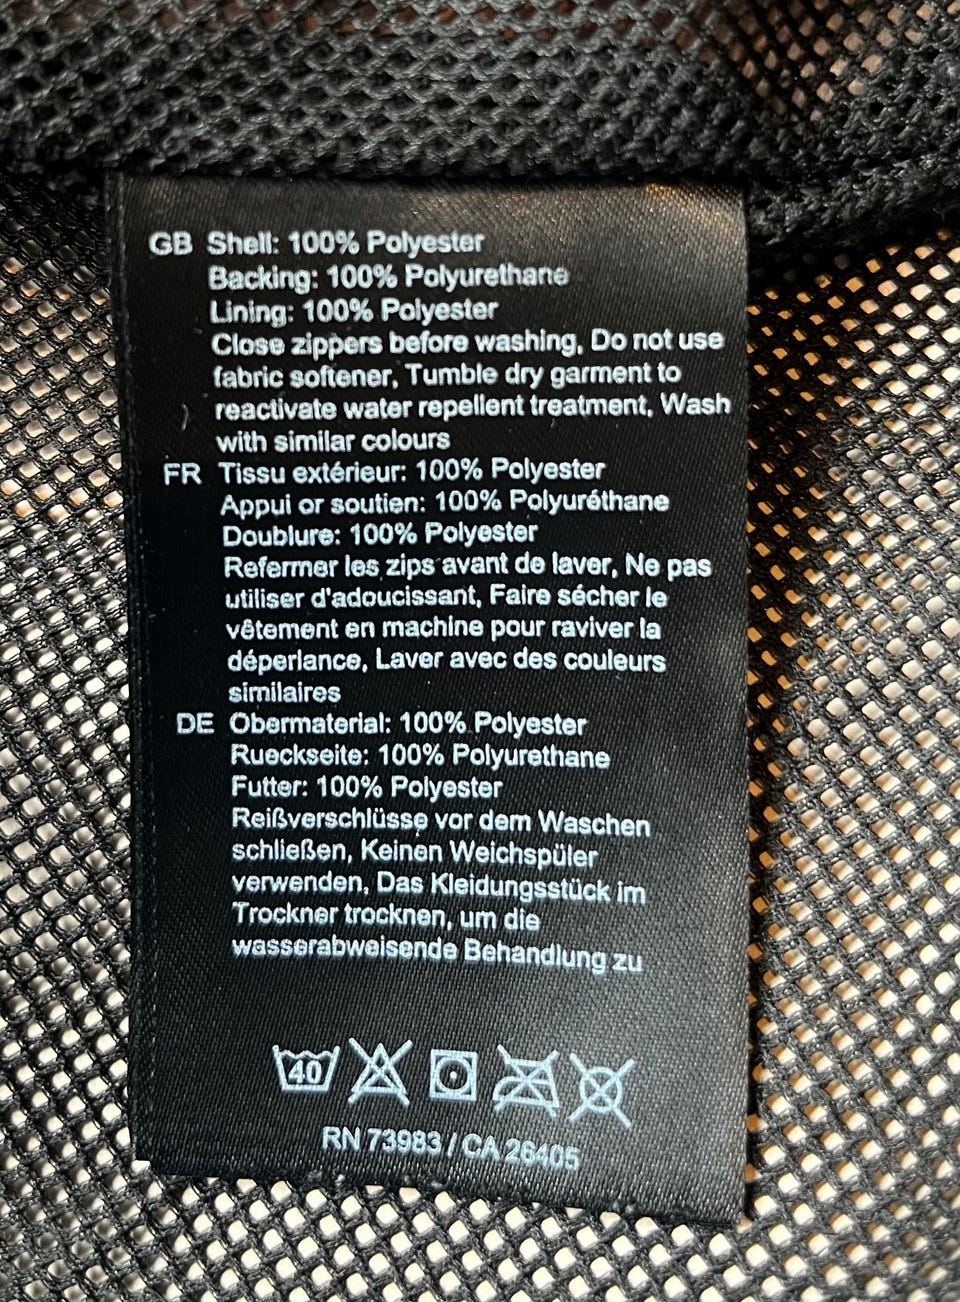 GB Shell: 100% Polyester
Backing: 100% Polyurethane
Lining: 100% Polyester
Close zippers before washing, Do not use
fabric softener, Tumble dry garment to
reactivate water repellent treatment, Wash
with similar colours
FR Tissu extérieur: 100% Polyester
Appui or soutien: 100% Polyuréthane
Doublure: 100% Polyester
Refermer les zips avant de laver, Ne pas
utiliser d'adoucissant, Faire sécher le
vêtement en machine pour raviver la
déperlance, Laver avec des couleurs
similaires
DE Obermaterial: 100% Polyester
Rueckseite: 100% Polyurethane
Futter: 100% Polyester
Reißverschlüsse vor dem Waschen
schließen, Keinen Weichspüler
verwenden, Das Kleidungsstück im
Trockner trocknen, um die
wasserabweisende Behandlung zu
40
RN 73983 / CA 26405